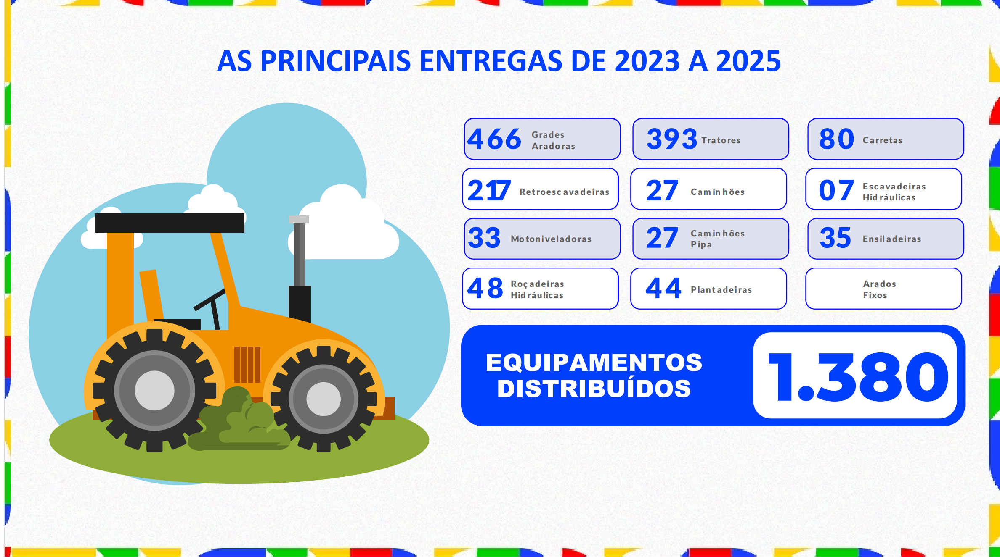 AS PRINCIPAIS ENTREGAS DE 2023 A 2025
466 Grades
Aradoras
393 Tratores
80 Carretas
217 Retroescavadeiras
27 Caminhões
07 Escavadeiras
Hidráulicas
33 Motoniveladoras
27 Caminhões
Pipa
35 Ensiladeiras
48 Roçadeiras
Hidráulicas
44 Plantadeiras
Arados
Fixos
EQUIPAMENTOS
DISTRIBUÍDOS
1.380